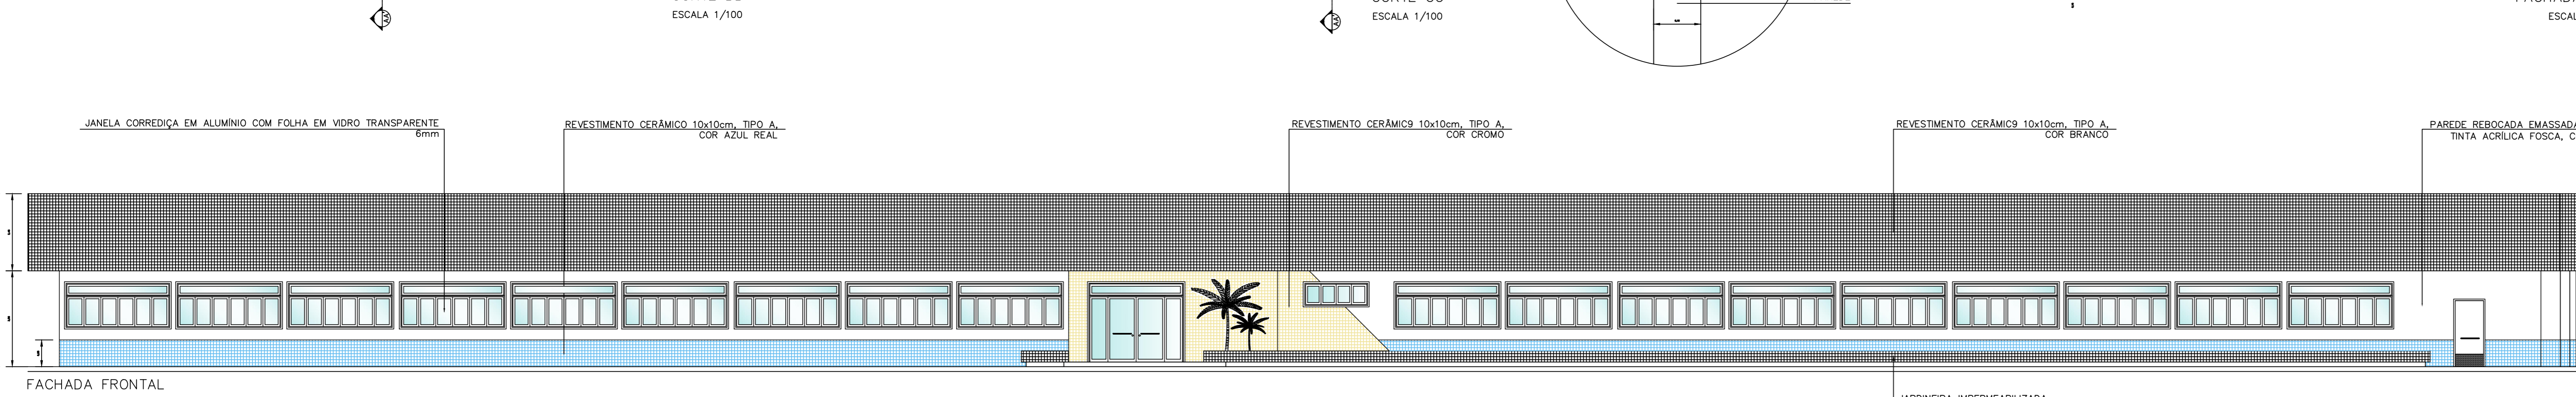 ESCALA 1/100
ESCALA 1/100
JANELA CORREDIÇA EM ALUMÍNIO COM FOLHA EM VIDRO TRANSPARENTE
6mm
REVESTIMENTO CERÂMICO 10x10cm, TIPO A,
COR AZUL REAL
REVESTIMENTO CERÂMIC9 10x10cm, TIPO A,
COR CROMO
REVESTIMENTO CERÂMIC9 10x10cm, TIPO A,
COR BRANCO
PAREDE REBOCADA EMASSADA
TINTA ACRÍLICA FOSCA, C
FACHADA FRONTAL
JARDINEIRA IMPERMEABILIZADA